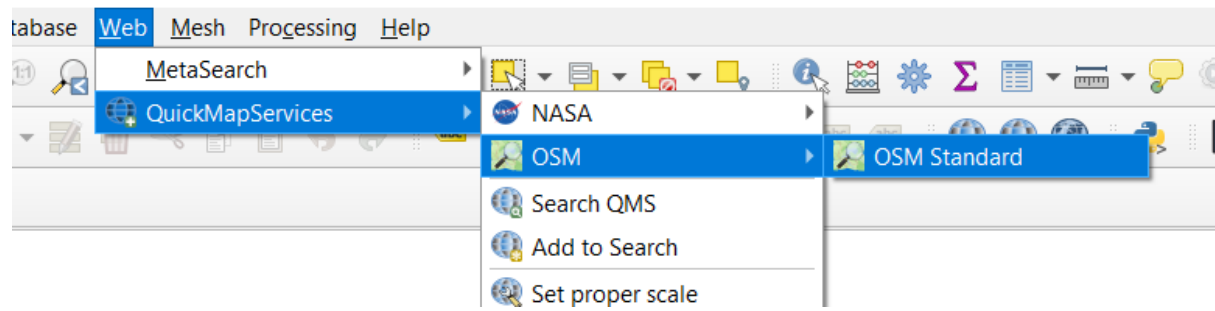 tabase Web Mesh Processing Help
MetaSearch
QuickMapServices
NASA
OSM
OSM Standard
Search QMS
Add to Search
Set proper scale